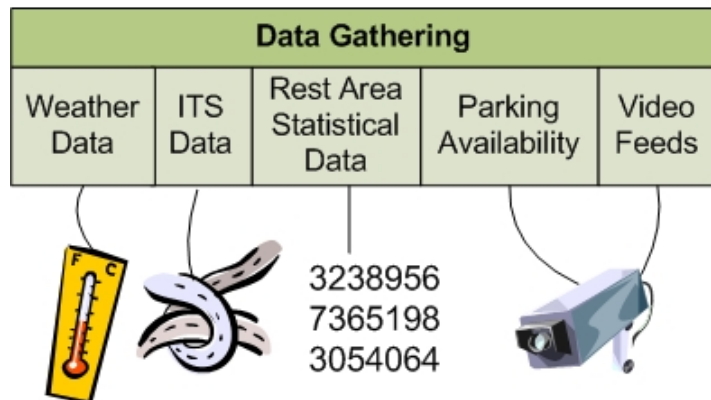 Data Gathering
Weather
Data
ITS
Data
Rest Area
Statistical
Data
Parking
Availability
Video
Feeds
F C
3238956
7365198
3054064